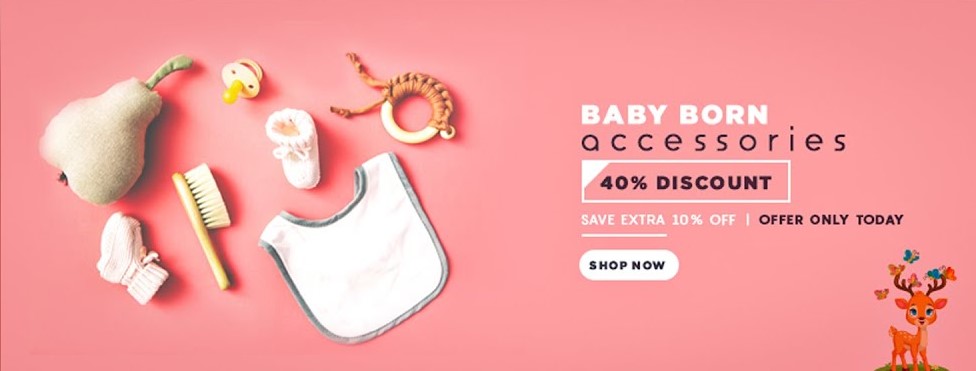 BABY BORN
accessories
40% DISCOUNT
SAVE EXTRA 10% OFF | OFFER ONLY TODAY
SHOP NOW